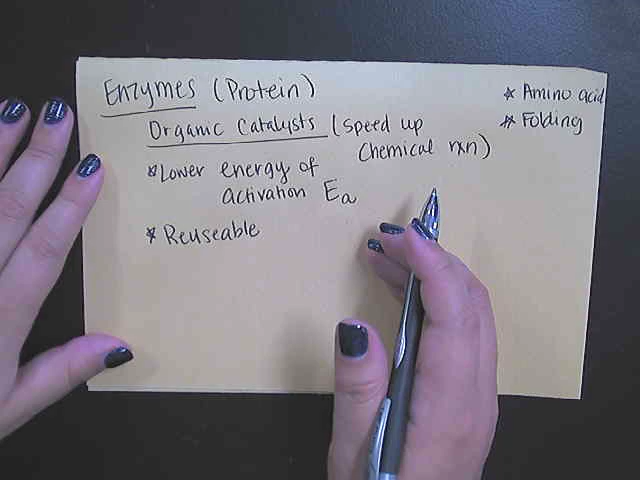 Enzymes (Protein)
* Amino acid
* Folding
Organic Catalysts (speed up
Chemical rxn)
* Lower energy of
activation Ea
* Reuseable